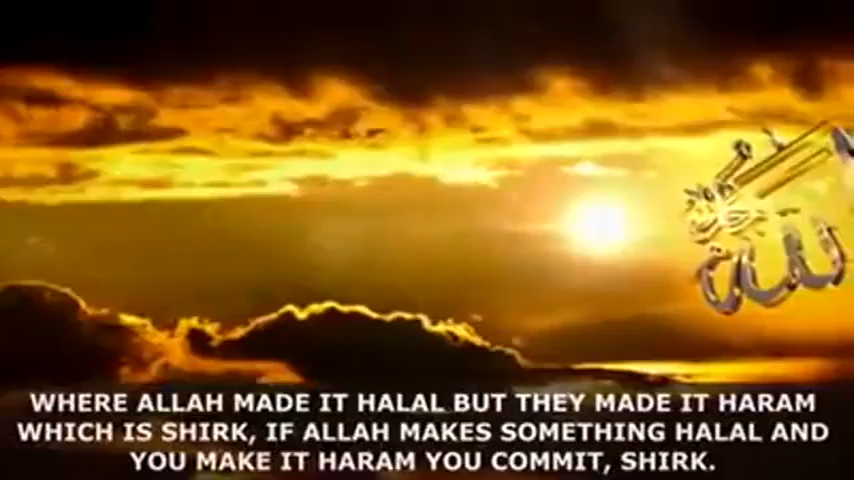 الله
WHERE ALLAH MADE IT HALAL BUT THEY MADE IT HARAM
WHICH IS SHIRK, IF ALLAH MAKES SOMETHING HALAL AND
YOU MAKE IT HARAM YOU COMMIT, SHIRK.